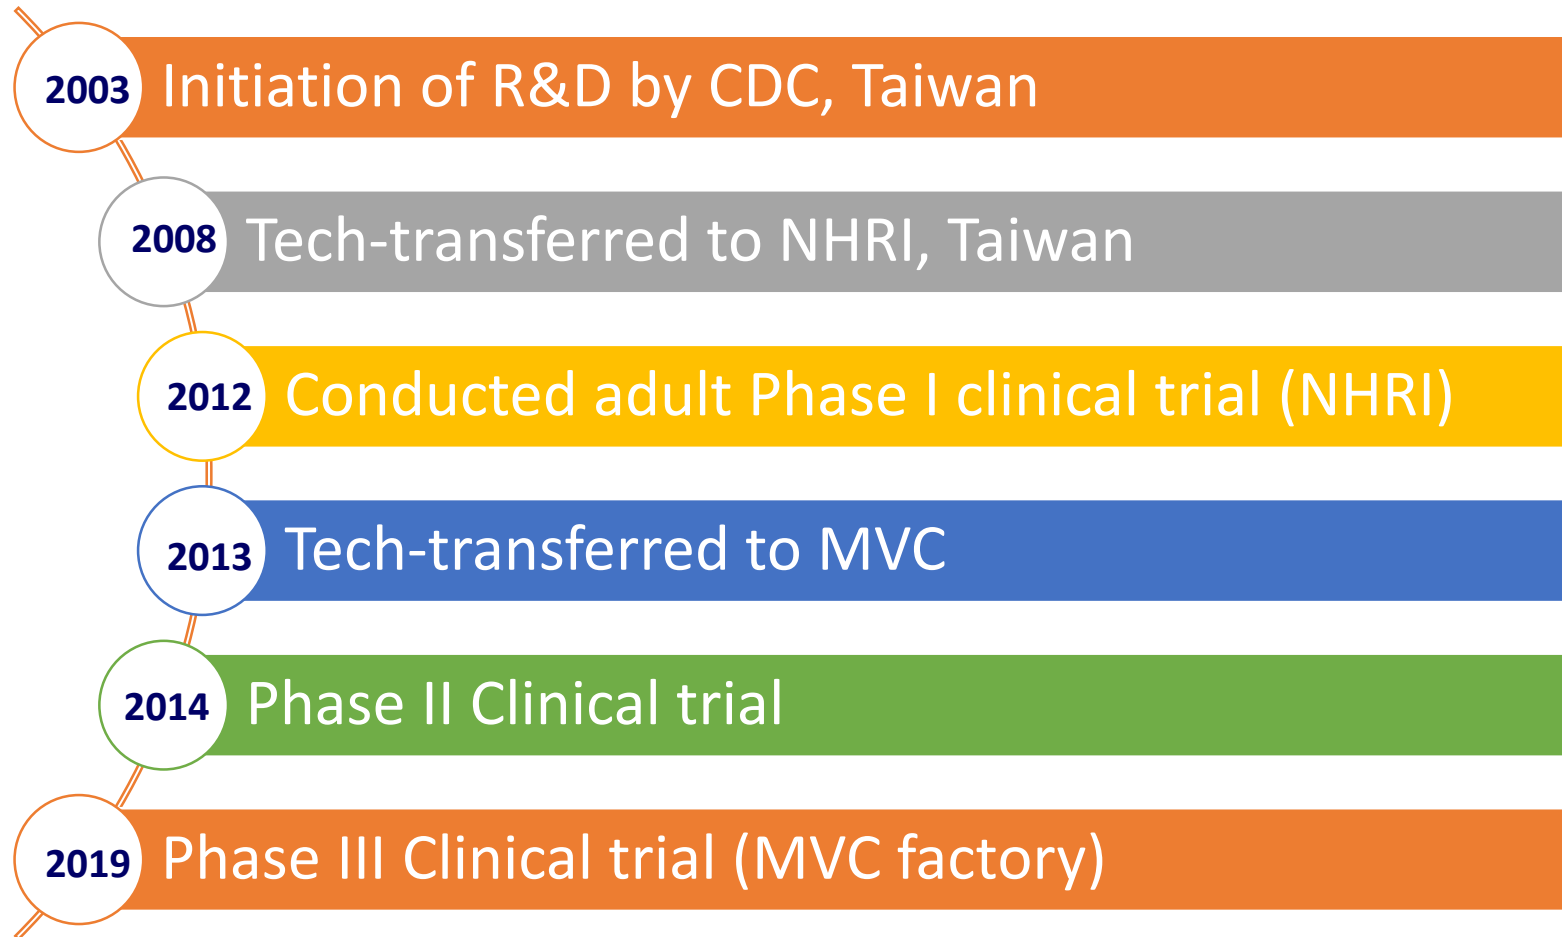 2003 Initiation of R&D by CDC, Taiwan
2008 Tech-transferred to NHRI, Taiwan
2012 Conducted adult Phase I clinical trial (NHRI)
2013 Tech-transferred to MVC
2014 Phase II Clinical trial
2019 Phase III Clinical trial (MVC factory)